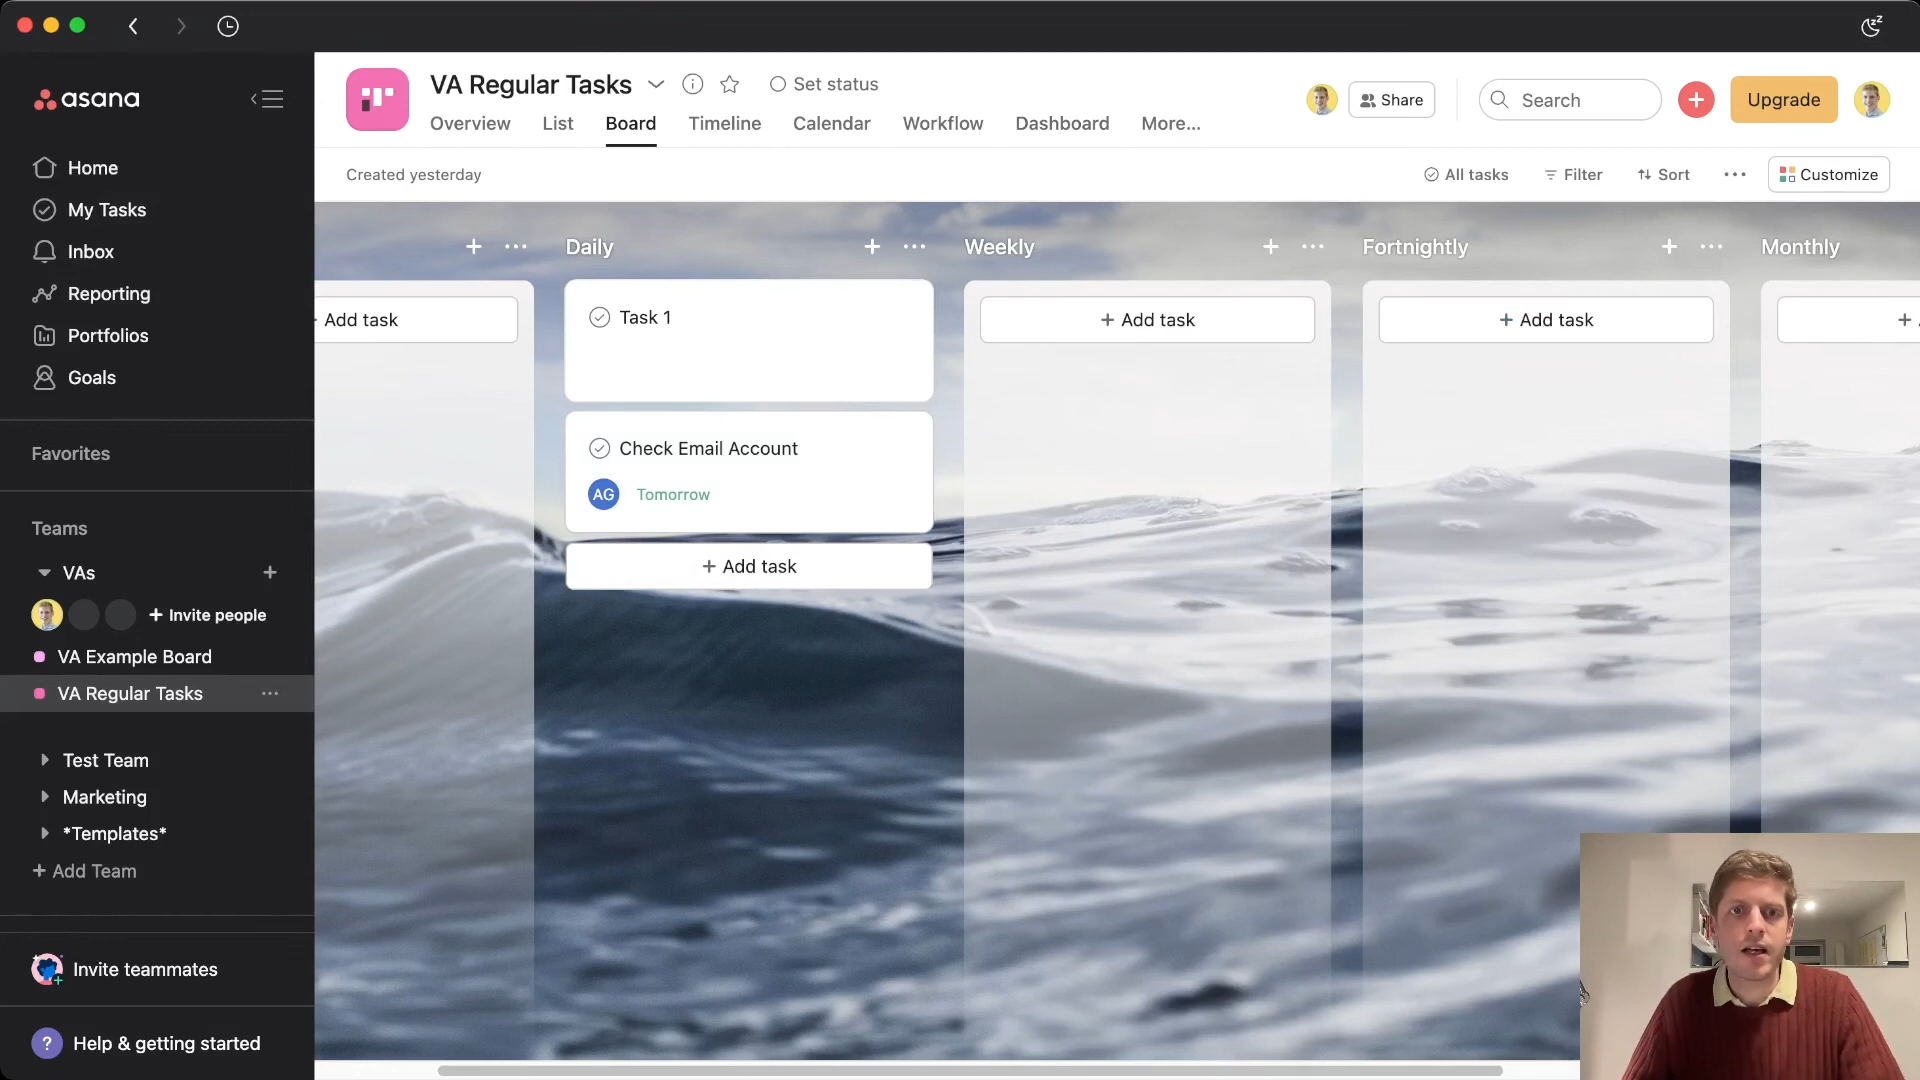 asana
Home
My Tasks
Inbox
Reporting
Portfolios
Goals
Favorites
Teams
VAs
Invite people
VA Example Board
VA Regular Tasks
Test Team
Marketing
*Templates*
+ Add Team
Invite teammates
? Help & getting started
VA Regular Tasks
Set status
Share
Search
Upgrade
Overview
List
Board
Timeline
Calendar
Workflow
Dashboard
More...
Created yesterday
All tasks
Filter
Sort
Customize
Add task
Daily
Task 1
Check Email Account
AG Tomorrow
+ Add task
Weekly
+ Add task
Fortnightly
+ Add task
Monthly